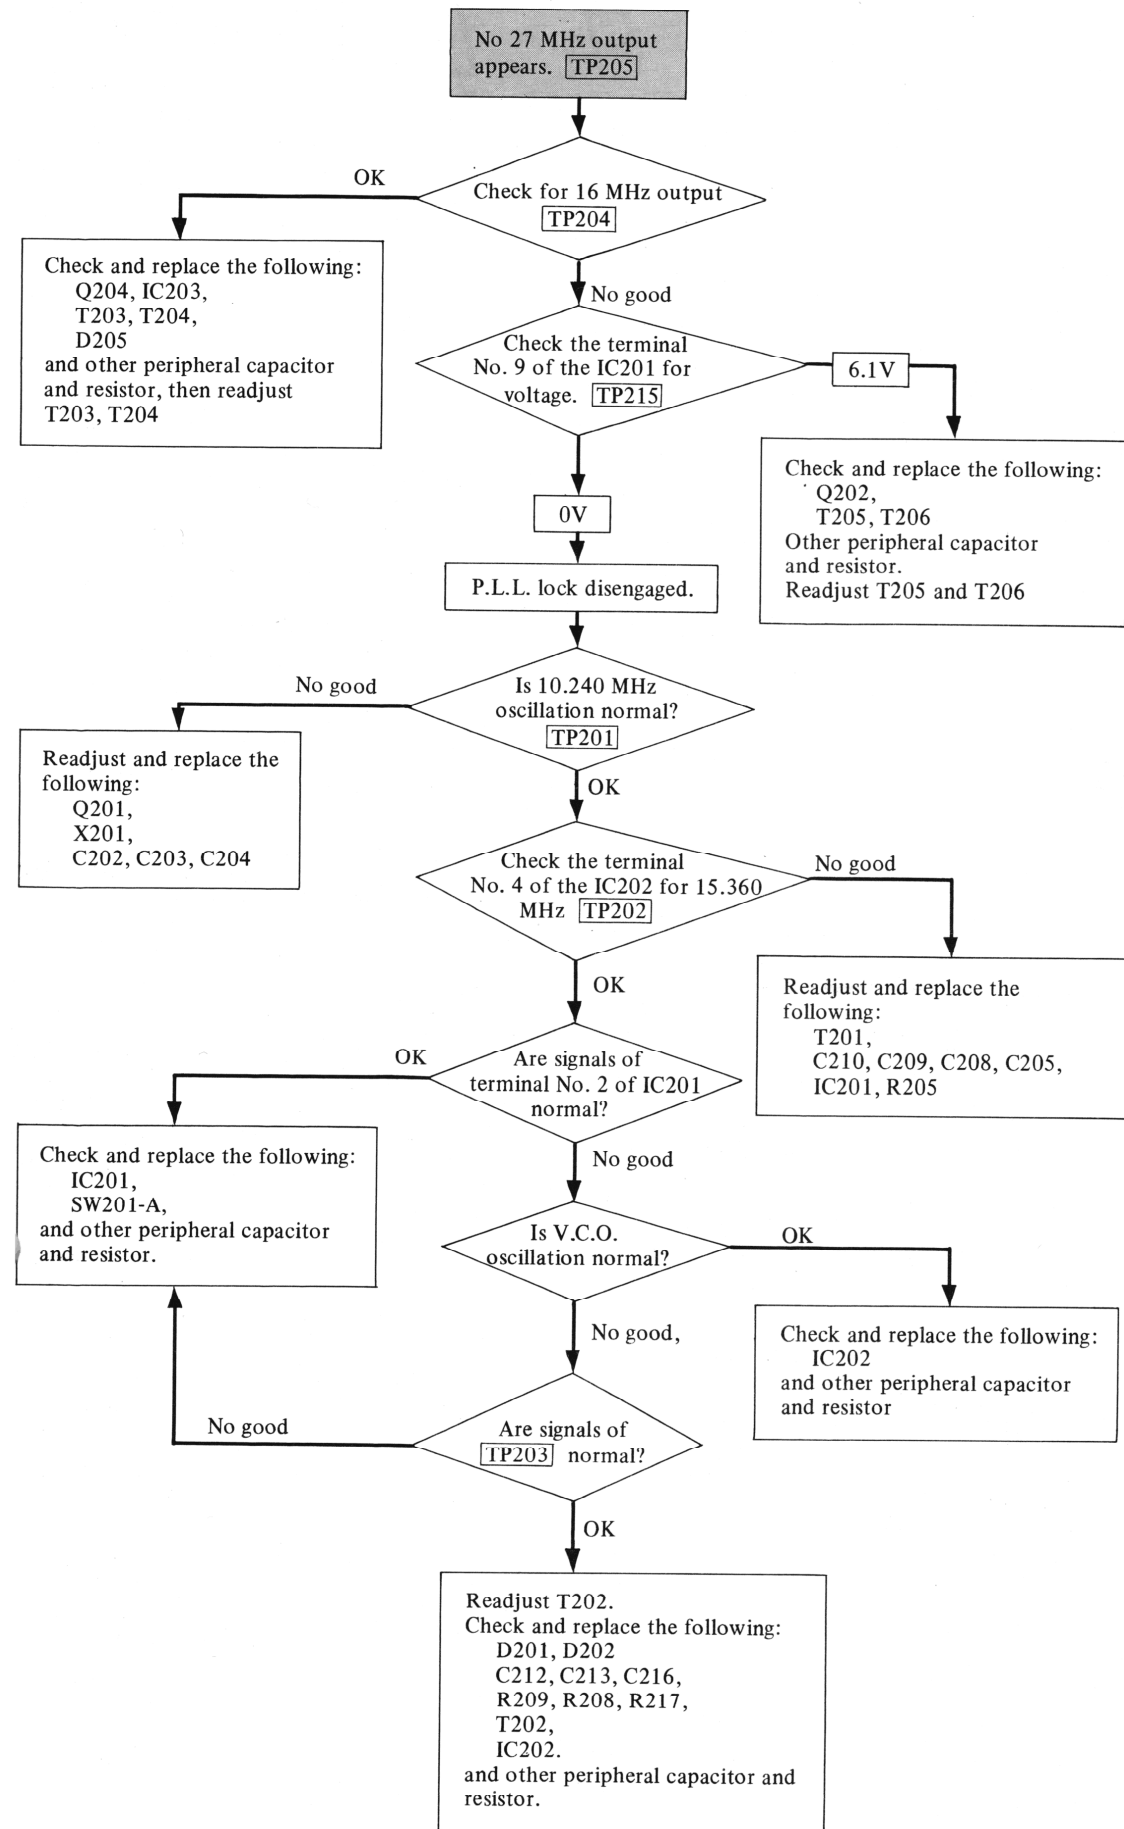 No 27 MHz output
appears. TP205
Check for 16 MHz output
TP204
OK
Check and replace the following:
Q204, IC203,
T203, T204,
D205
and other peripheral capacitor
and resistor, then readjust
T203, T204
No good
Check the terminal
No. 9 of the IC201 for
voltage. TP215
6.1V
Check and replace the following:
Q202,
T205, T206
Other peripheral capacitor
and resistor.
Readjust T205 and T206
0V
P.L.L. lock disengaged.
Is 10.240 MHz
oscillation normal?
TP201
No good
Readjust and replace the
following:
Q201,
X201,
C202, C203, C204
OK
Check the terminal
No. 4 of the IC202 for 15.360
MHz TP202
No good
Readjust and replace the
following:
T201,
C210, C209, C208, C205,
IC201, R205
OK
Are signals of
terminal No. 2 of IC201
normal?
OK
Check and replace the following:
IC201,
SW201-A,
and other peripheral capacitor
and resistor.
No good
Is V.C.O.
oscillation normal?
OK
Check and replace the following:
IC202
and other peripheral capacitor
and resistor
No good,
Are signals of
TP203 normal?
No good
OK
Readjust T202.
Check and replace the following:
D201, D202
C212, C213, C216,
R209, R208, R217,
T202,
IC202.
and other peripheral capacitor and
resistor.